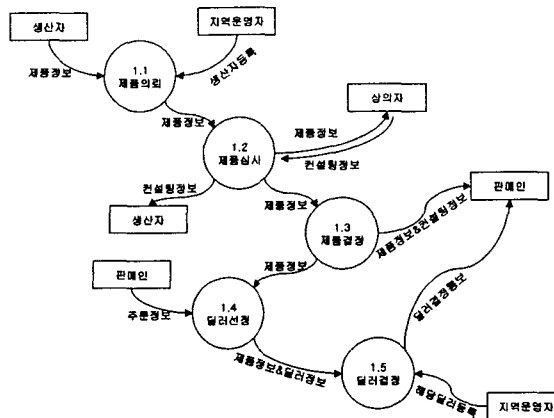 생산자
지역운영자
제품정보
생산자등록
1.1
제품의뢰
제품정보
상의자
1.2
제품심사
제품정보
컨설팅정보
컨설팅정보
생산자
제품정보
판매인
1.3
제품결정
제품정보&컨설팅정보
제품정보
판매인
주문정보
1.4
딜러선정
딜러결정통보
제품정보&딜러정보
1.5
딜러결정
해당딜러등록
지역운영자